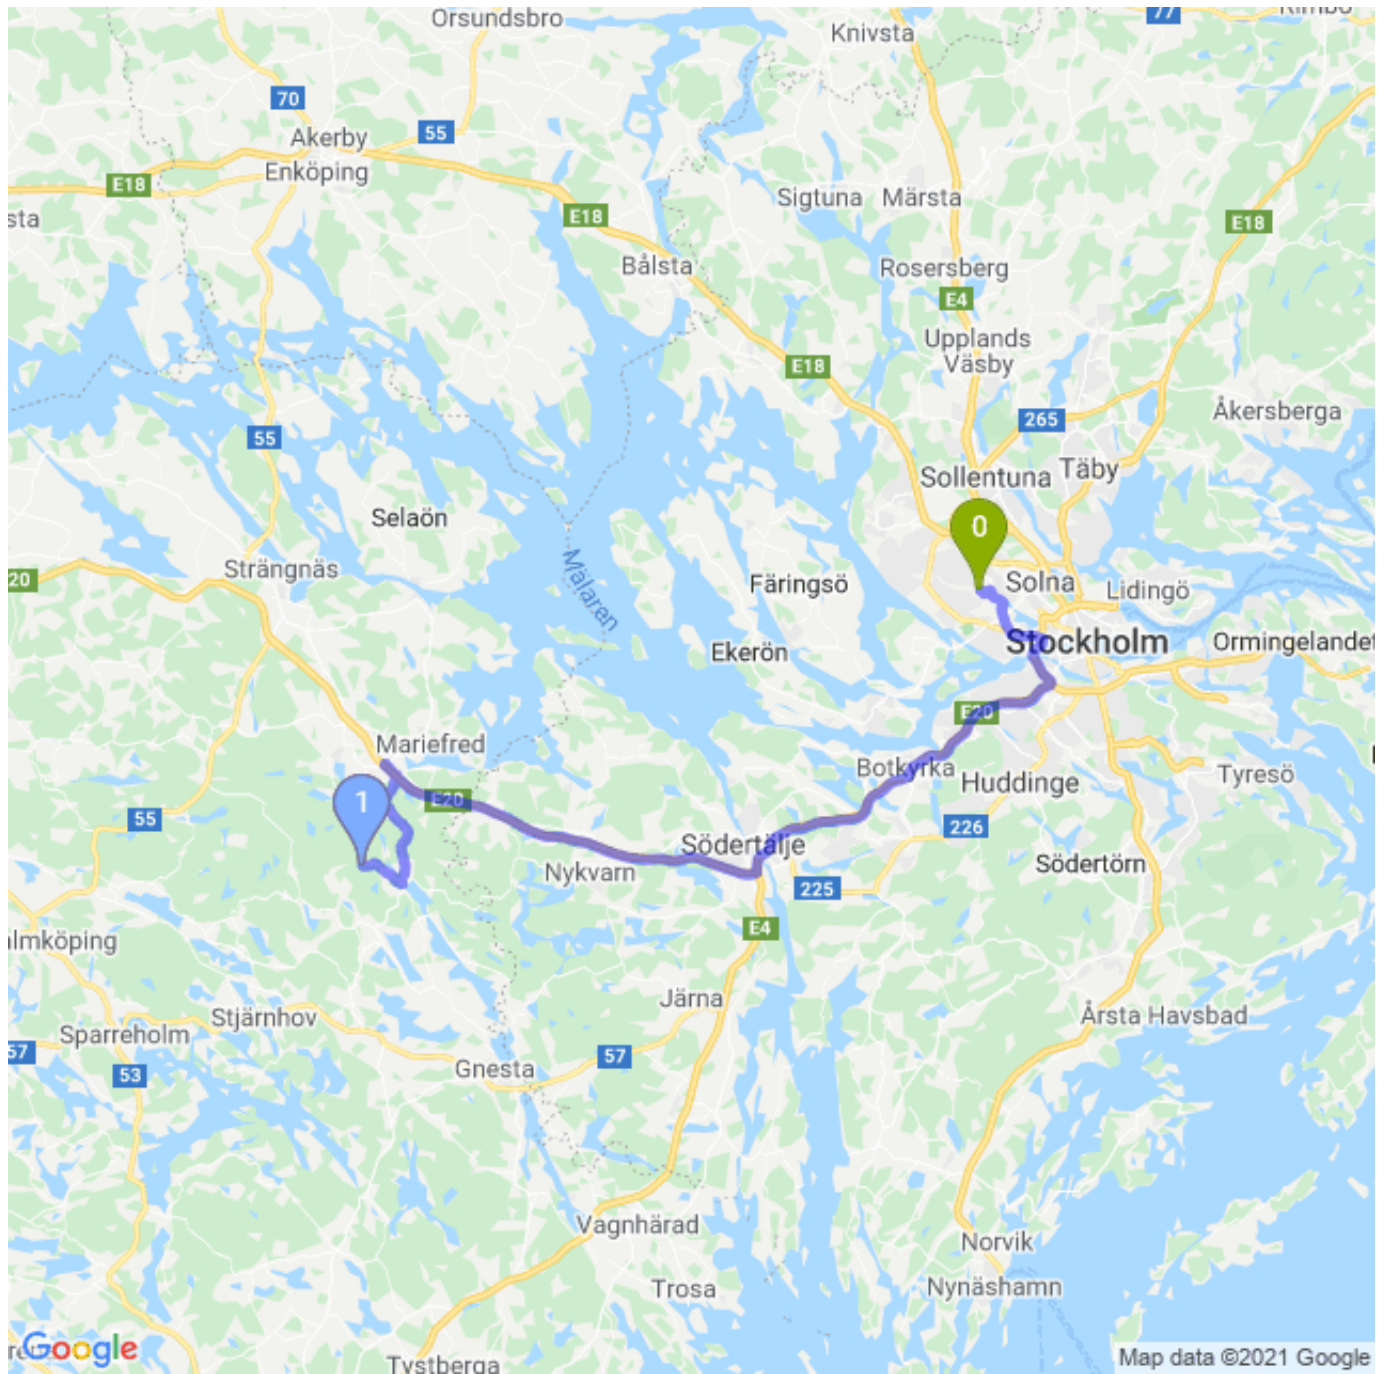 Orsundsbro
77
Knivsta
70
Akerby
55
Enköping
E18
Sigtuna
Märsta
E18
E18
Bålsta
Rosersberg
E4
Upplands
Väsby
E18
Åkersberga
265
55
Sollentuna
Täby
Selaön
0
Mälaren
Strängnäs
20
Färingsö
Solna
Lidingö
Stockholm
Ormingelandet
Ekerön
E20
Mariefred
Botkyrka
Huddinge
Tyresö
1
E20
55
226
Södertälje
Nykvarn
Södertörn
225
E4
lmköping
Järna
Stjärnhov
Årsta Havsbad
Sparreholm
57
57
Gnesta
53
Vagnhärad
Norvik
Trosa
Nynäshamn
Google
Tystberga
Map data ©2021 Google